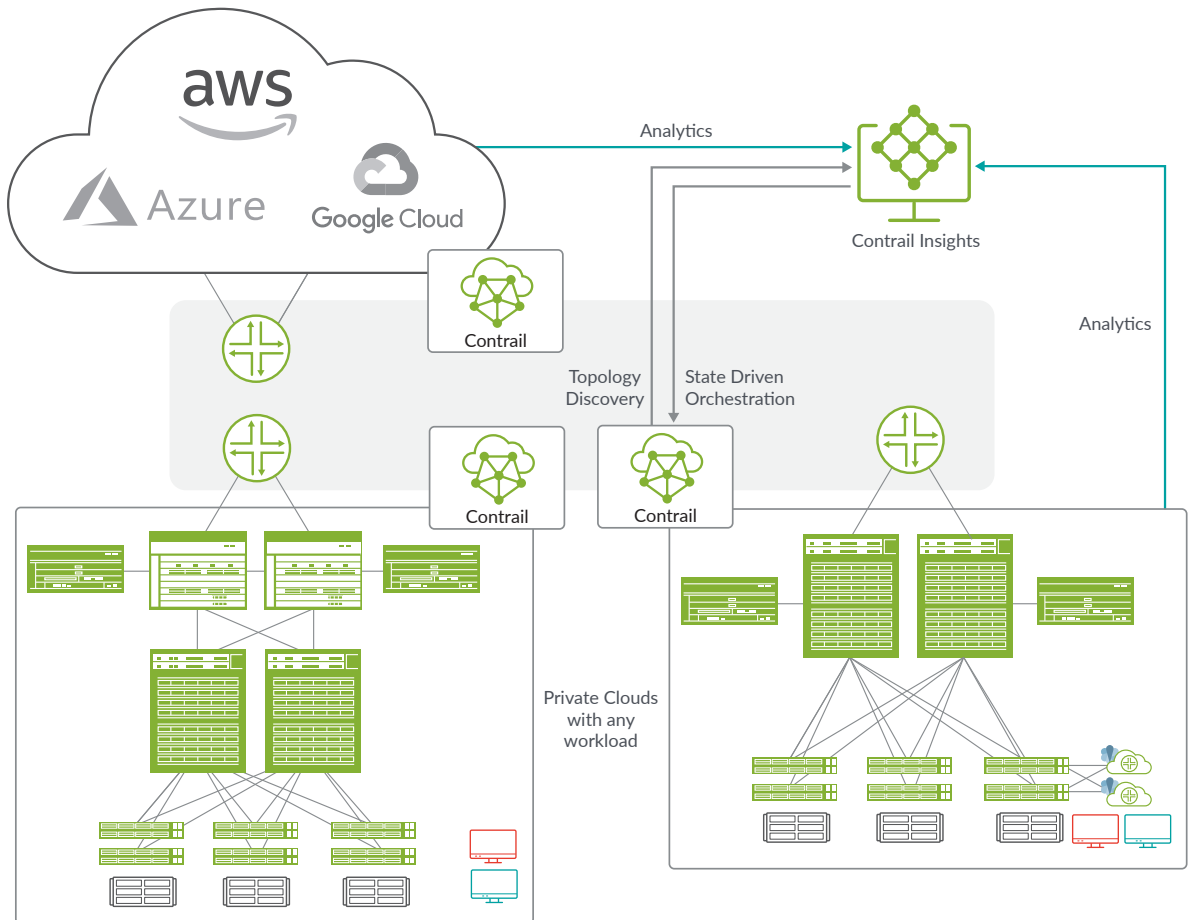 aws
Azure
Google Cloud
Analytics
Contrail Insights
Contrail
Analytics
Topology
Discovery
State Driven
Orchestration
Contrail
Contrail
Private Clouds
with any
workload